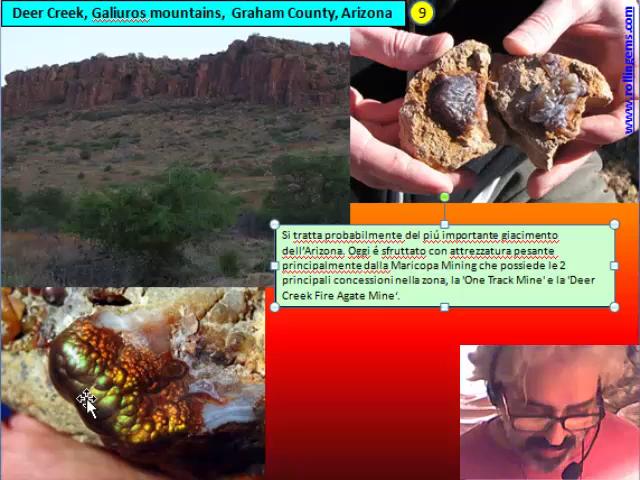 Deer Creek, Galiuros mountains,  Graham County, Arizona
9
www.rollingems.com
Si tratta probabilmente del piú importante giacimento
dell'Arizona. Oggi é sfruttato con attrezzatura pesante
principalmente dalla Maricopa Mining che possiede le 2
principali concessioni nella zona, la 'One Track Mine' e la 'Deer
Creek Fire Agate Mine'.